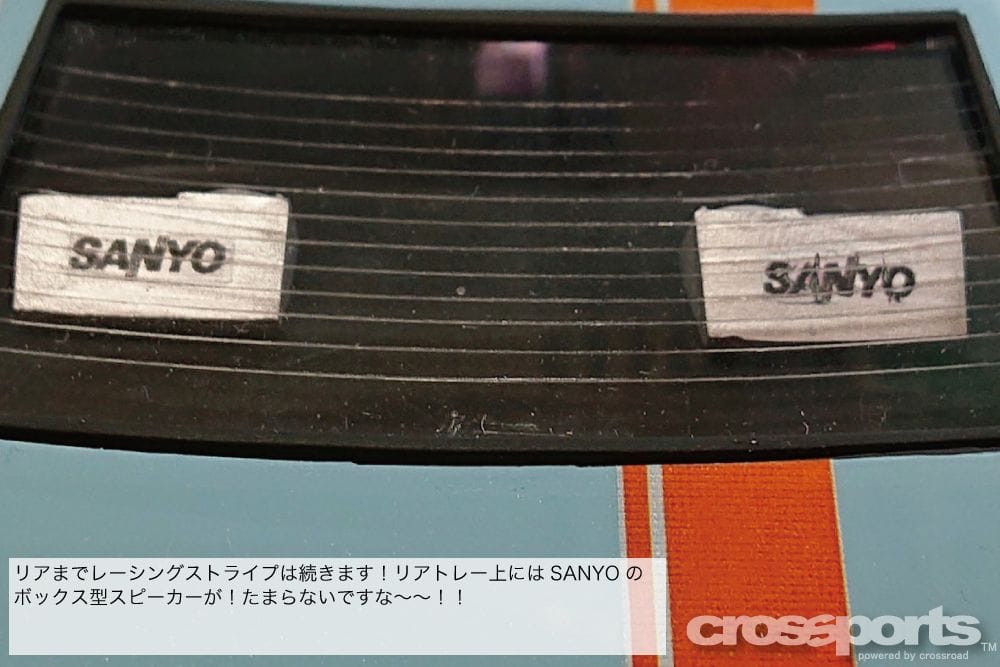 SANYO
SANYO
リアまでレーシングストライプは続きます！リアトレー上には SANYO の
ボックス型スピーカーが！たまらないですな〜〜！！
crossports
TM
powered by crossroad